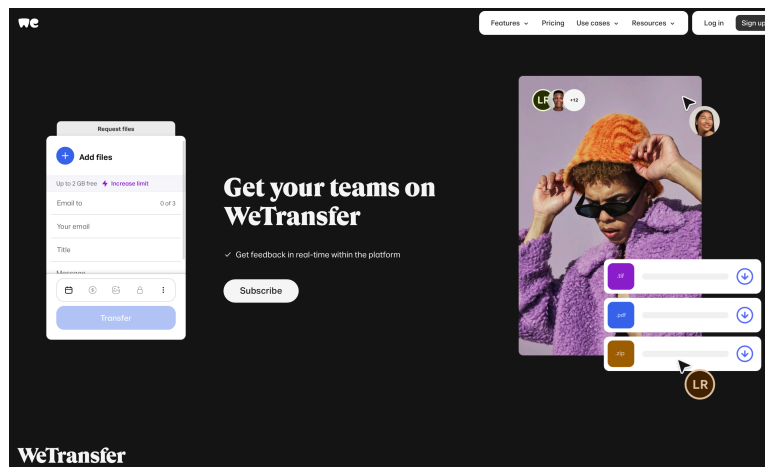 we
Features Pricing Use cases Resources Log in Sign up
Request files
Add files
Up to 2 GB free Increase limit
Email to 0 of 3
Your email
Title
Message
Transfer
Get your teams on
WeTransfer
Get feedback in real-time within the platform
Subscribe
LR +12
.tif
.pdf
.zip
LR
WeTransfer